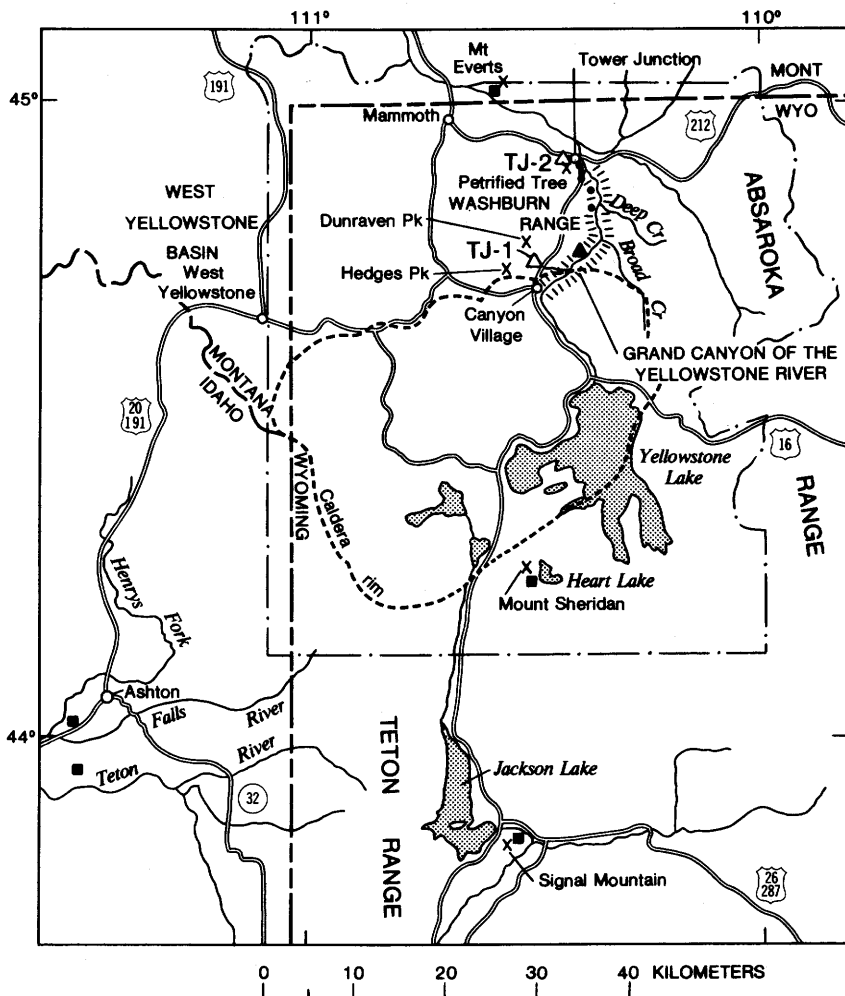 111°
110°
Mt
Everts
Tower Junction
MONT
WYO
191
45°
212
Mammoth
TJ-2
Petrified Tree
WASHBURN
RANGE
Deep Cr
ABSAROKA
RANGE
WEST
YELLOWSTONE
BASIN
West
Yellowstone
Dunraven Pk
TJ-1
Hedges Pk
Broad
Cr
Canyon
Village
GRAND CANYON OF THE
YELLOWSTONE RIVER
MONTANA
IDAHO
20
191
16
WYOMING
Caldera
rim
Yellowstone
Lake
Henrys
Fork
Heart Lake
Mount Sheridan
Ashton
Falls
River
44°
Teton
River
TETON
RANGE
Jackson Lake
32
Signal Mountain
26
287
0 10 20 30 40 KILOMETERS